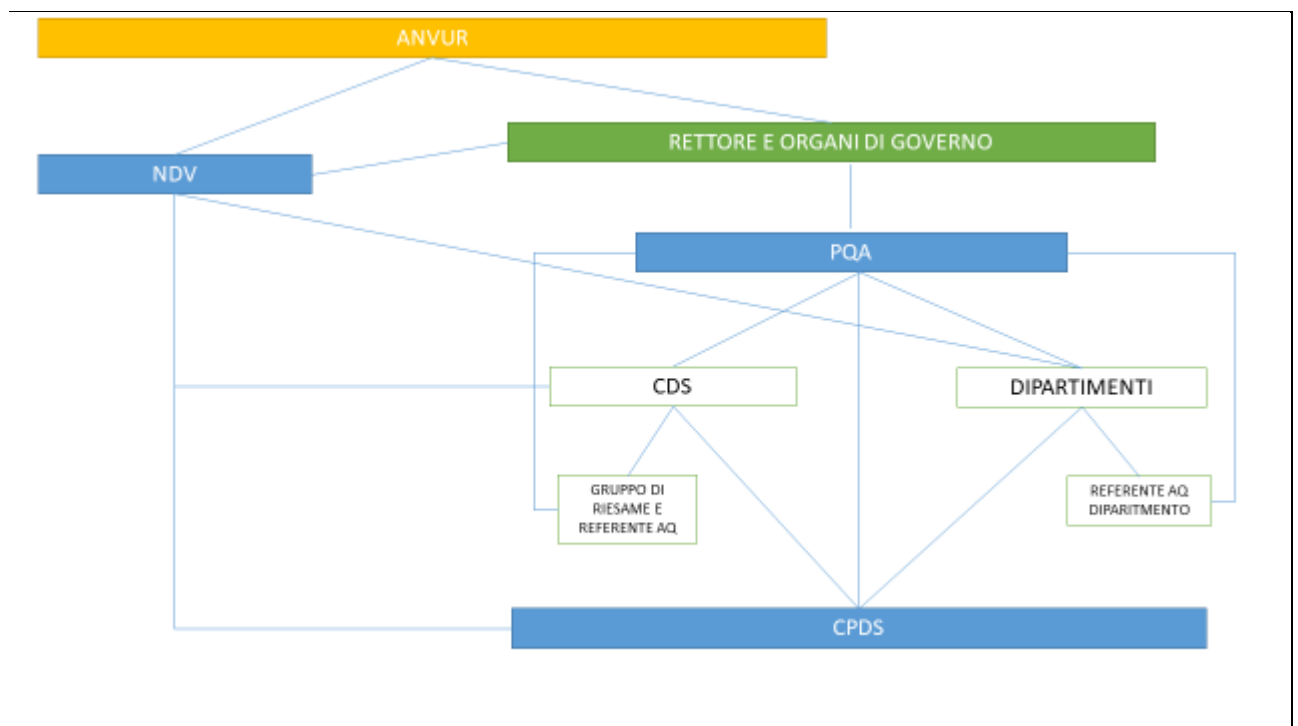 ANVUR
RETTORE E ORGANI DI GOVERNO
NDV
PQA
CDS
DIPARTIMENTI
GRUPPO DI
RIESAME E
REFERENTE AQ
REFERENTE AQ
DIPARITMENTO
CPDS